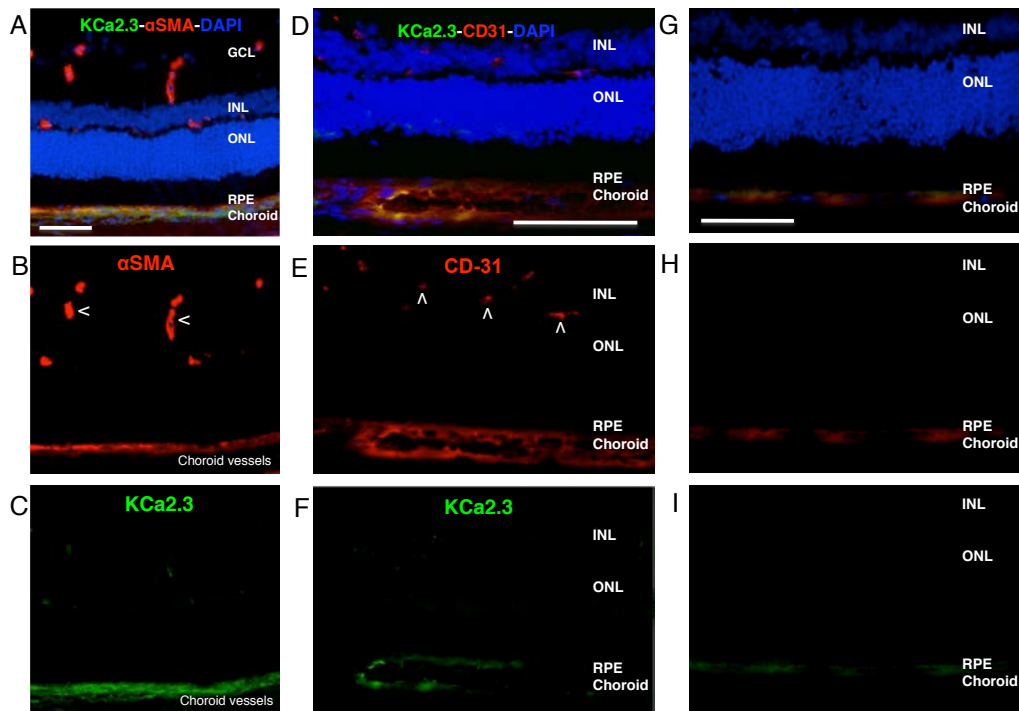 A
KCa2.3-αSMA-DAPI
GCL
INL
ONL
RPE
Choroid
D
KCa2.3-CD31-DAPI
INL
ONL
RPE
Choroid
G
INL
ONL
RPE
Choroid
B
αSMA
<
<
Choroid vessels
E
CD-31
INL
ONL
RPE
Choroid
H
INL
ONL
RPE
Choroid
C
KCa2.3
Choroid vessels
F
KCa2.3
INL
ONL
RPE
Choroid
I
INL
ONL
RPE
Choroid